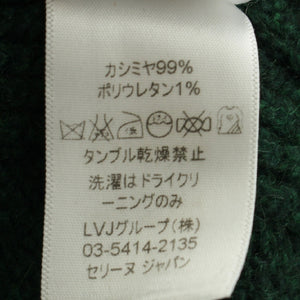 カシミヤ99%
ポリウレタン1%
タンブル乾燥禁止
洗濯はドライクリ
ーニングのみ
LVJグループ(株)
03-5414-2135
セリーヌ ジャパン